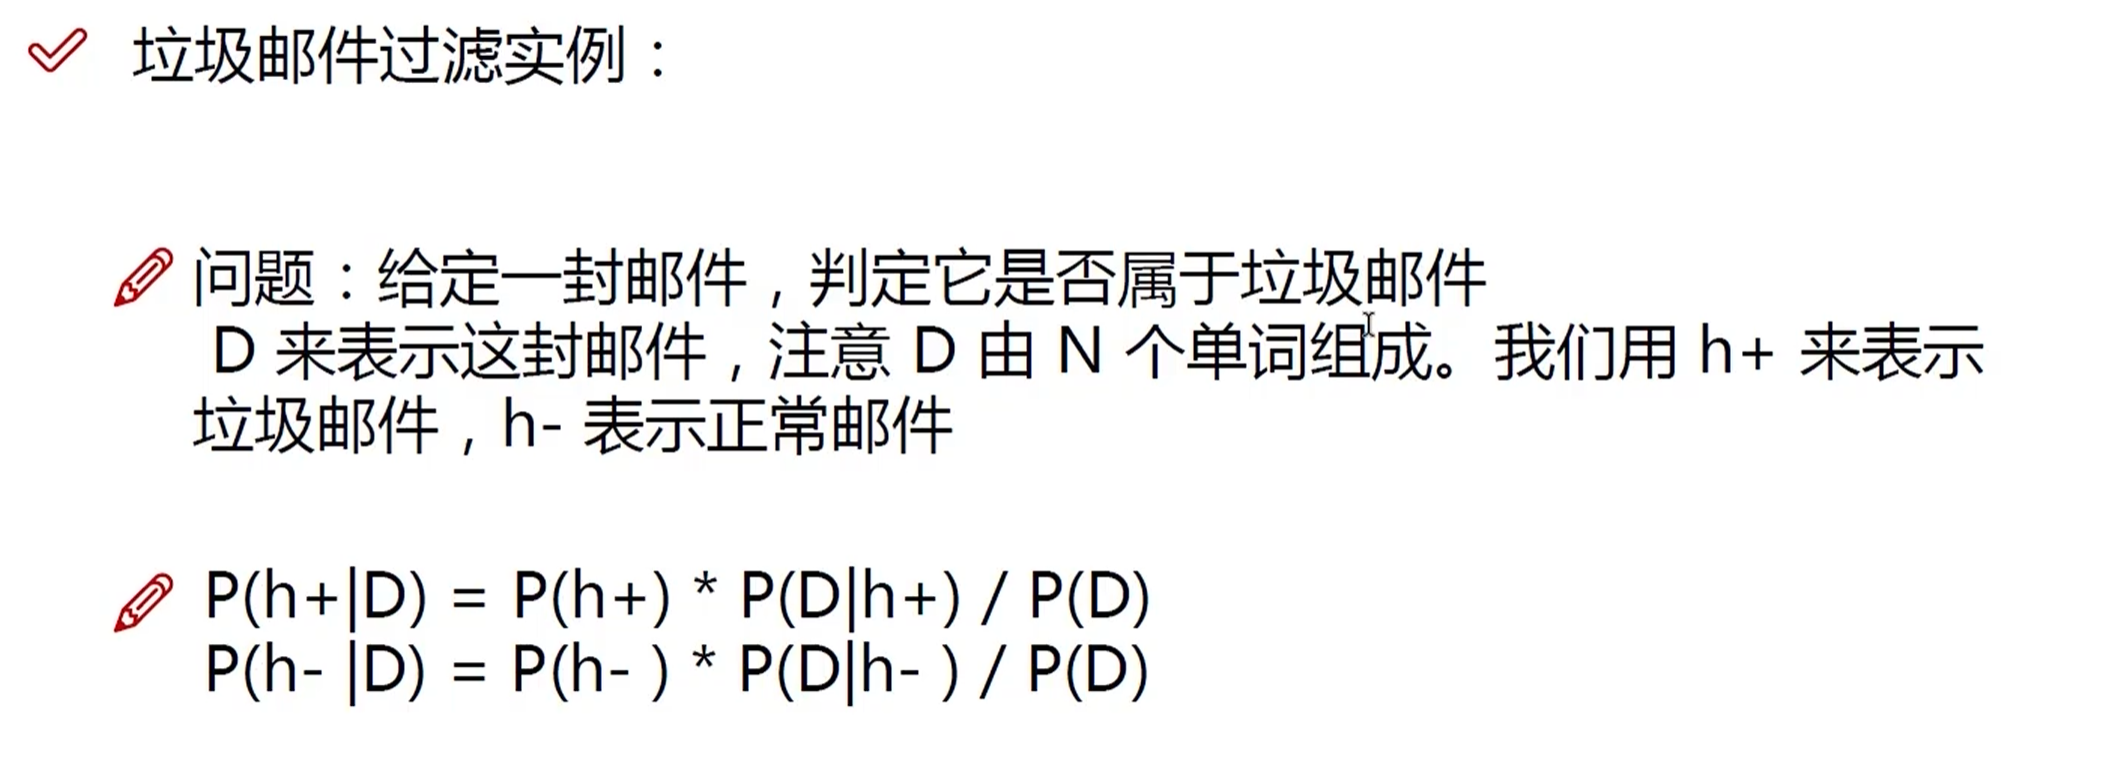 垃圾邮件过滤实例：
问题：给定一封邮件，判定它是否属于垃圾邮件
D 来表示这封邮件，注意 D 由 N 个单词组成。我们用 h+ 来表示
垃圾邮件，h- 表示正常邮件
P(h+|D) = P(h+) * P(D|h+) / P(D)
P(h- |D) = P(h- ) * P(D|h- ) / P(D)